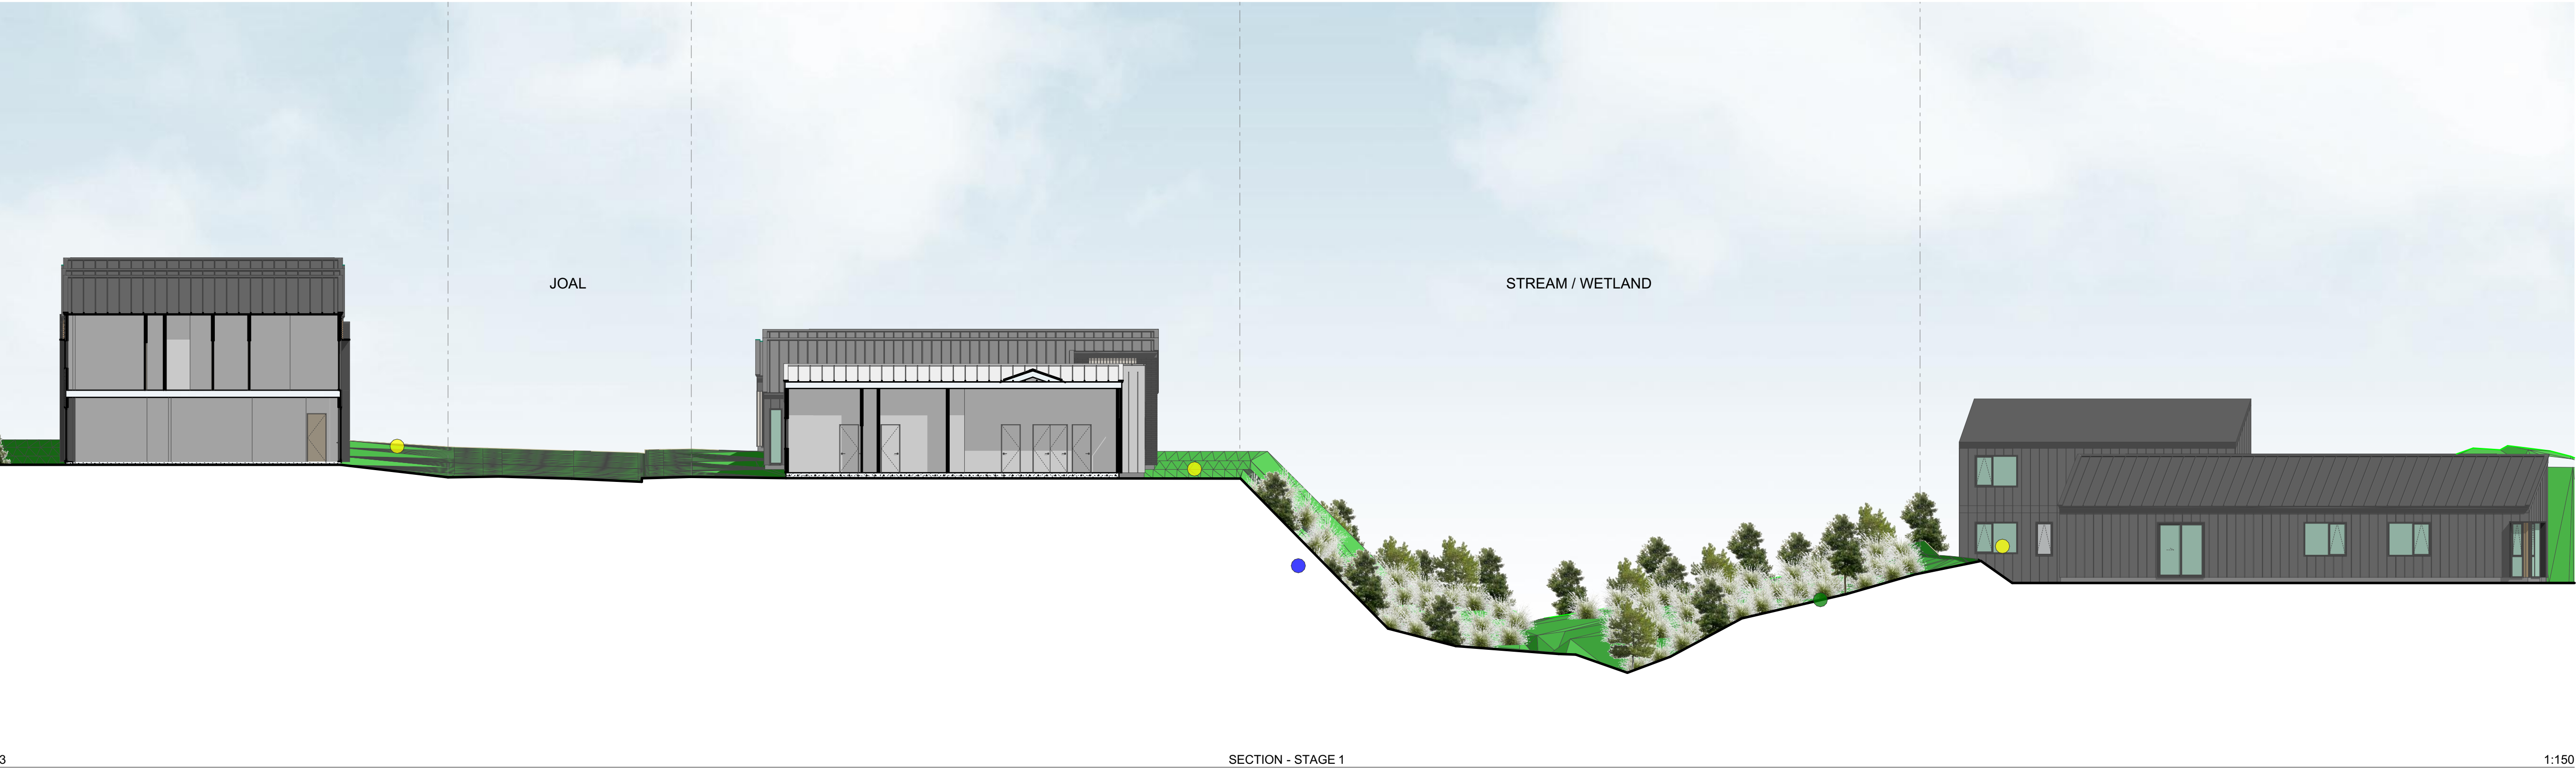 JOAL
STREAM / WETLAND
3
SECTION - STAGE 1
1:150